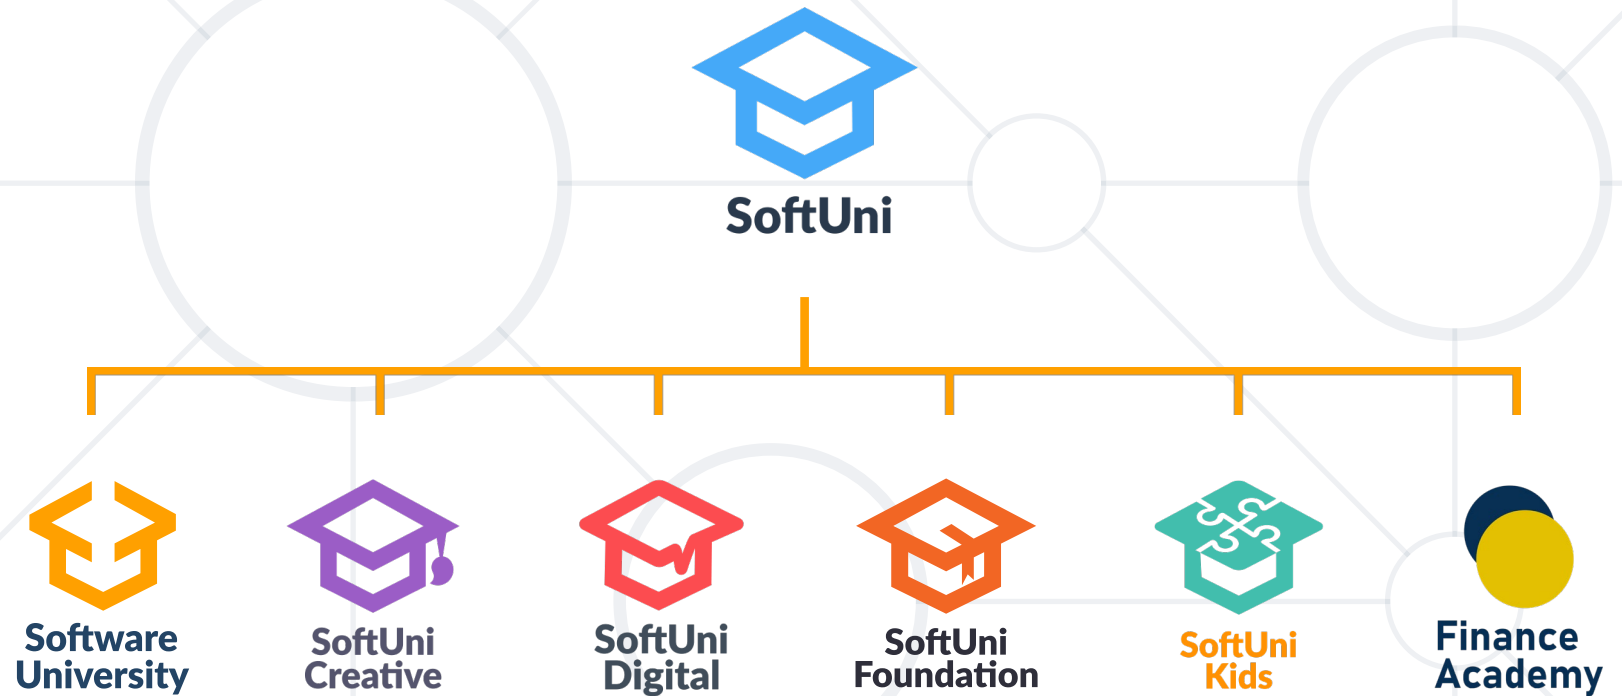 SoftUni
Software
University
SoftUni
Creative
SoftUni
Digital
SoftUni
Foundation
SoftUni
Kids
Finance
Academy